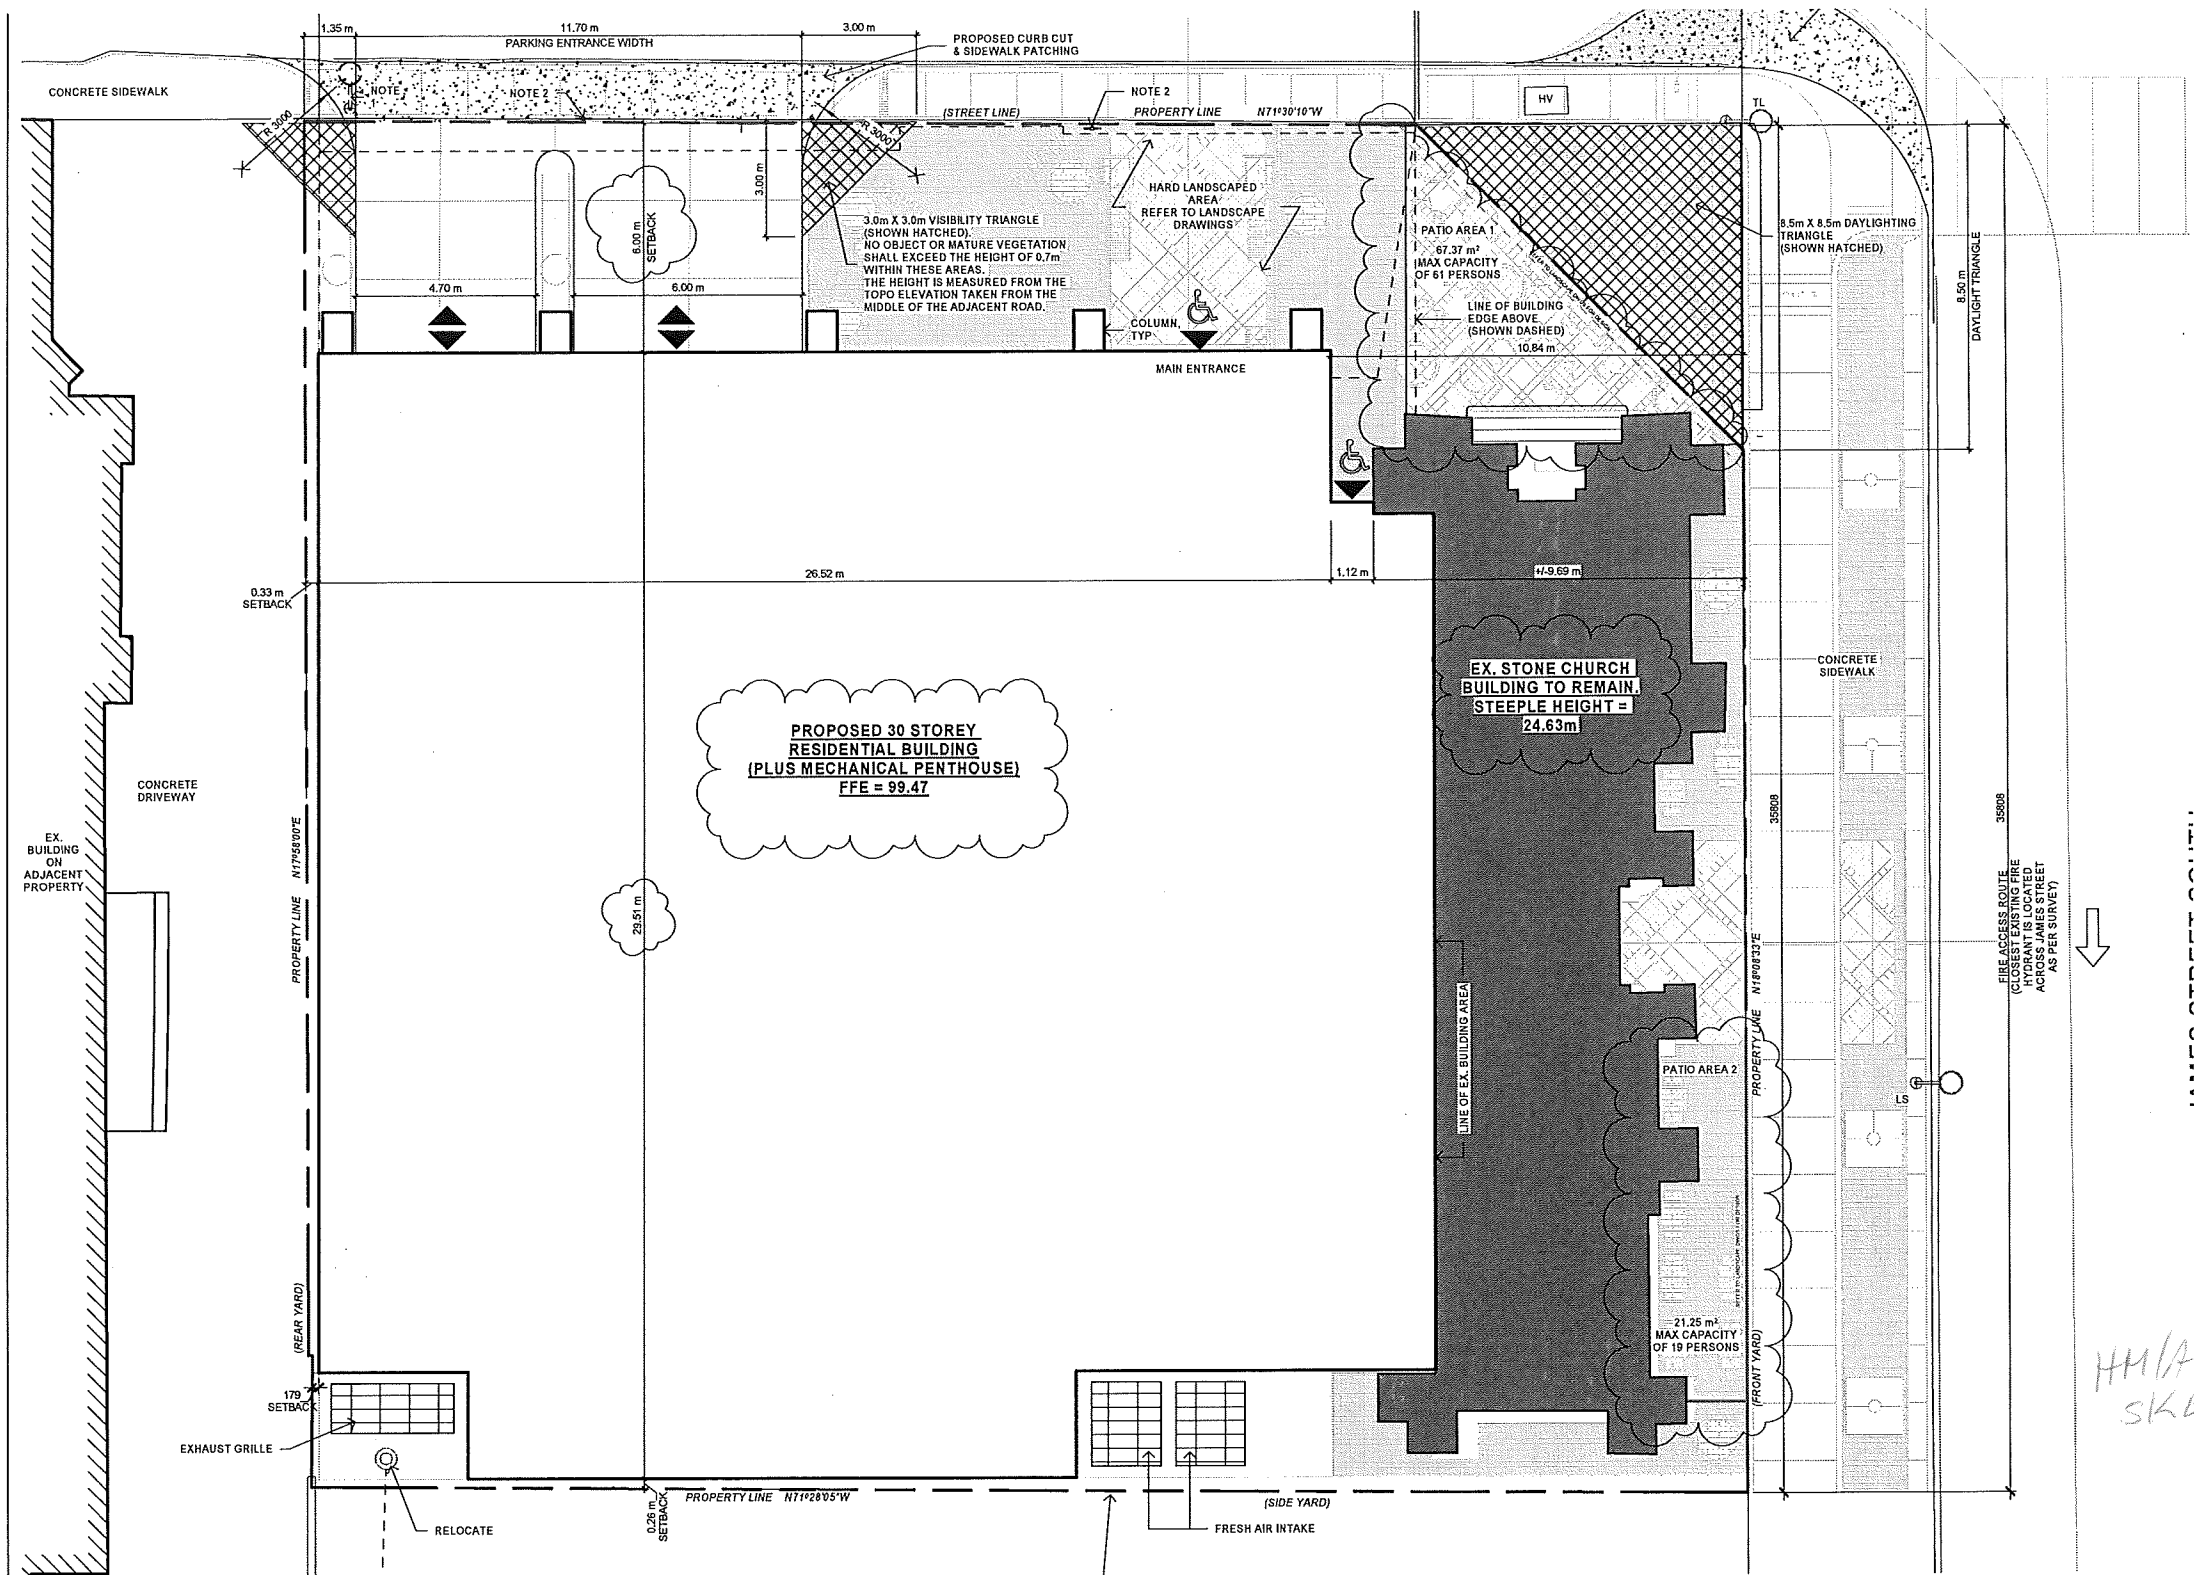 1.35 m
11.70 m
PARKING ENTRANCE WIDTH
3.00 m
PROPOSED CURB CUT
& SIDEWALK PATCHING
CONCRETE SIDEWALK
NOTE
1
NOTE 2
R 3000
R 3000
(STREET LINE)
NOTE 2
PROPERTY LINE N71°30'10"W
HV
TL
3.00 m
6.00 m
SETBACK
3.0m X 3.0m VISIBILITY TRIANGLE
(SHOWN HATCHED).
NO OBJECT OR MATURE VEGETATION
SHALL EXCEED THE HEIGHT OF 0.7m
WITHIN THESE AREAS.
THE HEIGHT IS MEASURED FROM THE
TOPO ELEVATION TAKEN FROM THE
MIDDLE OF THE ADJACENT ROAD.
HARD LANDSCAPED
AREA
REFER TO LANDSCAPE
DRAWINGS
PATIO AREA 1
67.37 m²
MAX CAPACITY
OF 61 PERSONS
8.5m X 8.5m DAYLIGHTING
TRIANGLE
(SHOWN HATCHED)
8.50 m
DAYLIGHT TRIANGLE
4.70 m
6.00 m
COLUMN,
TYP
LINE OF BUILDING
EDGE ABOVE
(SHOWN DASHED)
10.84 m
MAIN ENTRANCE
26.52 m
1.12 m
+/-9.69 m
0.33 m
SETBACK
EX. STONE CHURCH
BUILDING TO REMAIN.
STEEPLE HEIGHT =
24.63m
CONCRETE
SIDEWALK
PROPOSED 30 STOREY
RESIDENTIAL BUILDING
(PLUS MECHANICAL PENTHOUSE)
FFE = 99.47
CONCRETE
DRIVEWAY
EX.
BUILDING
ON
ADJACENT
PROPERTY
PROPERTY LINE N17°58'00"E
29.51 m
35808
35808
FIRE ACCESS ROUTE
(CLOSEST EXISTING FIRE
HYDRANT IS LOCATED
ACROSS JAMES STREET
AS PER SURVEY)
JAMES STREET SOUTH
LINE OF EX. BUILDING AREA
PROPERTY LINE N18°08'33"E
PATIO AREA 2
LS
21.25 m²
MAX CAPACITY
OF 19 PERSONS
(FRONT YARD)
(REAR YARD)
HM/A
179
SETBACK
EXHAUST GRILLE
RELOCATE
0.26 m
SETBACK
PROPERTY LINE N71°28'05"W
(SIDE YARD)
FRESH AIR INTAKE